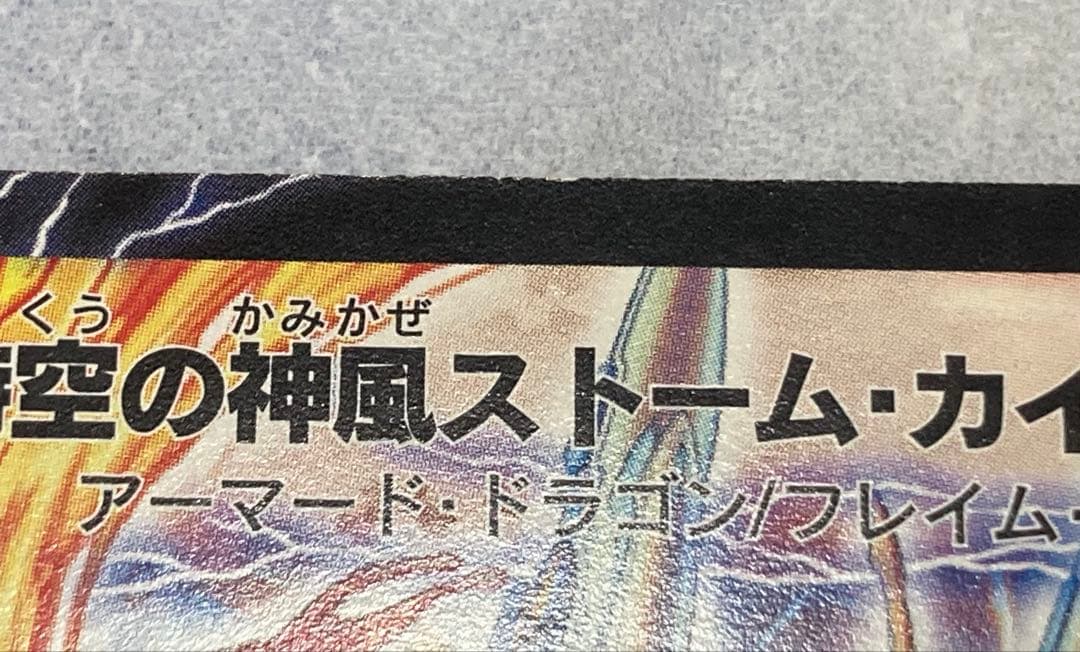 くう かみかぜ
空の神風ストーム・カイ
アーマード・ドラゴン/フレイム・